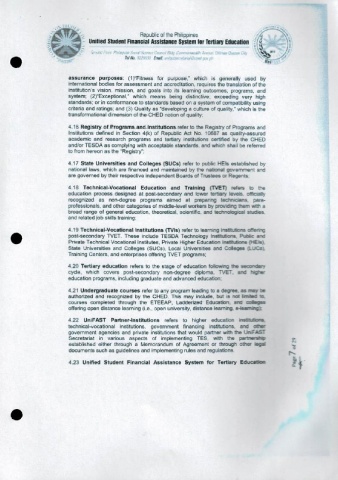 Republic of the Philippines
Unified Student Financial Assistance System for Tertiary Education
assurance purposes: (1)"Fitness for purpose," which is generally used by
international bodies for assessment and accreditation, requires the translation of the
institution's vision, mission, and goals into its learning outcomes, programs, and
system; (2)"Exceptional," which means being distinctive; exceeding very high
standards; or in conformance to standards based on a system of compatibility using
criteria and ratings; and (3) Quality as "developing a culture of quality," which is the
transformational dimension of the CHED notion of quality.
4.16 Registry of Programs and Institutions refer to the Registry of Programs and
Institutions defined in Section 4(k) of Republic Act No. 10687 as quality-assured
academic and research programs and tertiary institutions certified by the CHED
and/or TESDA as complying with acceptable standards, and which shall be referred
to from hereon as the "Registry";
4.17 State Universities and Colleges (SUCs) refer to public HEIs established by
national laws, which are financed and maintained by the national government and
are governed by their respective independent Boards of Trustees or Regents.
4.18 Technical-Vocational Education and Training (TVET) refers to the
education process designed at post-secondary and lower tertiary levels, officially
recognized as non-degree programs aimed at preparing technicians, para-
professionals, and other categories of middle-level workers by providing them with a
broad range of general education, theoretical, scientific, and technological studies,
and related job skills training.
4.19 Technical-Vocational Institutions (TVIs) refer to learning institutions offering
post-secondary TVET. These include TESDA Technology Institutions, Public and
Private Technical Vocational Institutes, Private Higher Education Institutions (HEIs),
State Universities and Colleges (SUCs), Local Universities and Colleges (LUCs),
Training Centers, and enterprises offering TVET programs;
4.20 Tertiary education refers to the stage of education following the secondary
cycle, which covers post-secondary non-degree diploma, TVET, and higher
education programs, including graduate and advanced education;
4.21 Undergraduate courses refer to any program leading to a degree, as may be
authorized and recognized by the CHED. This may include, but is not limited to,
courses completed through the ETEEAP, Ladderized Education, and colleges
offering open distance learning (i.e., open university, distance learning, e-learning);
4.22 UniFAST Partner-Institutions refers to higher education institutions,
technical-vocational institutions, government financing institutions, and other
government agencies and private institutions that would partner with the UniFAST
Secretariat in various aspects of implementing TES, with the partnership
established either through a Memorandum of Agreement or through other legal
documents such as guidelines and implementing rules and regulations.
4.23 Unified Student Financial Assistance System for Tertiary Education
Page 7 of 29